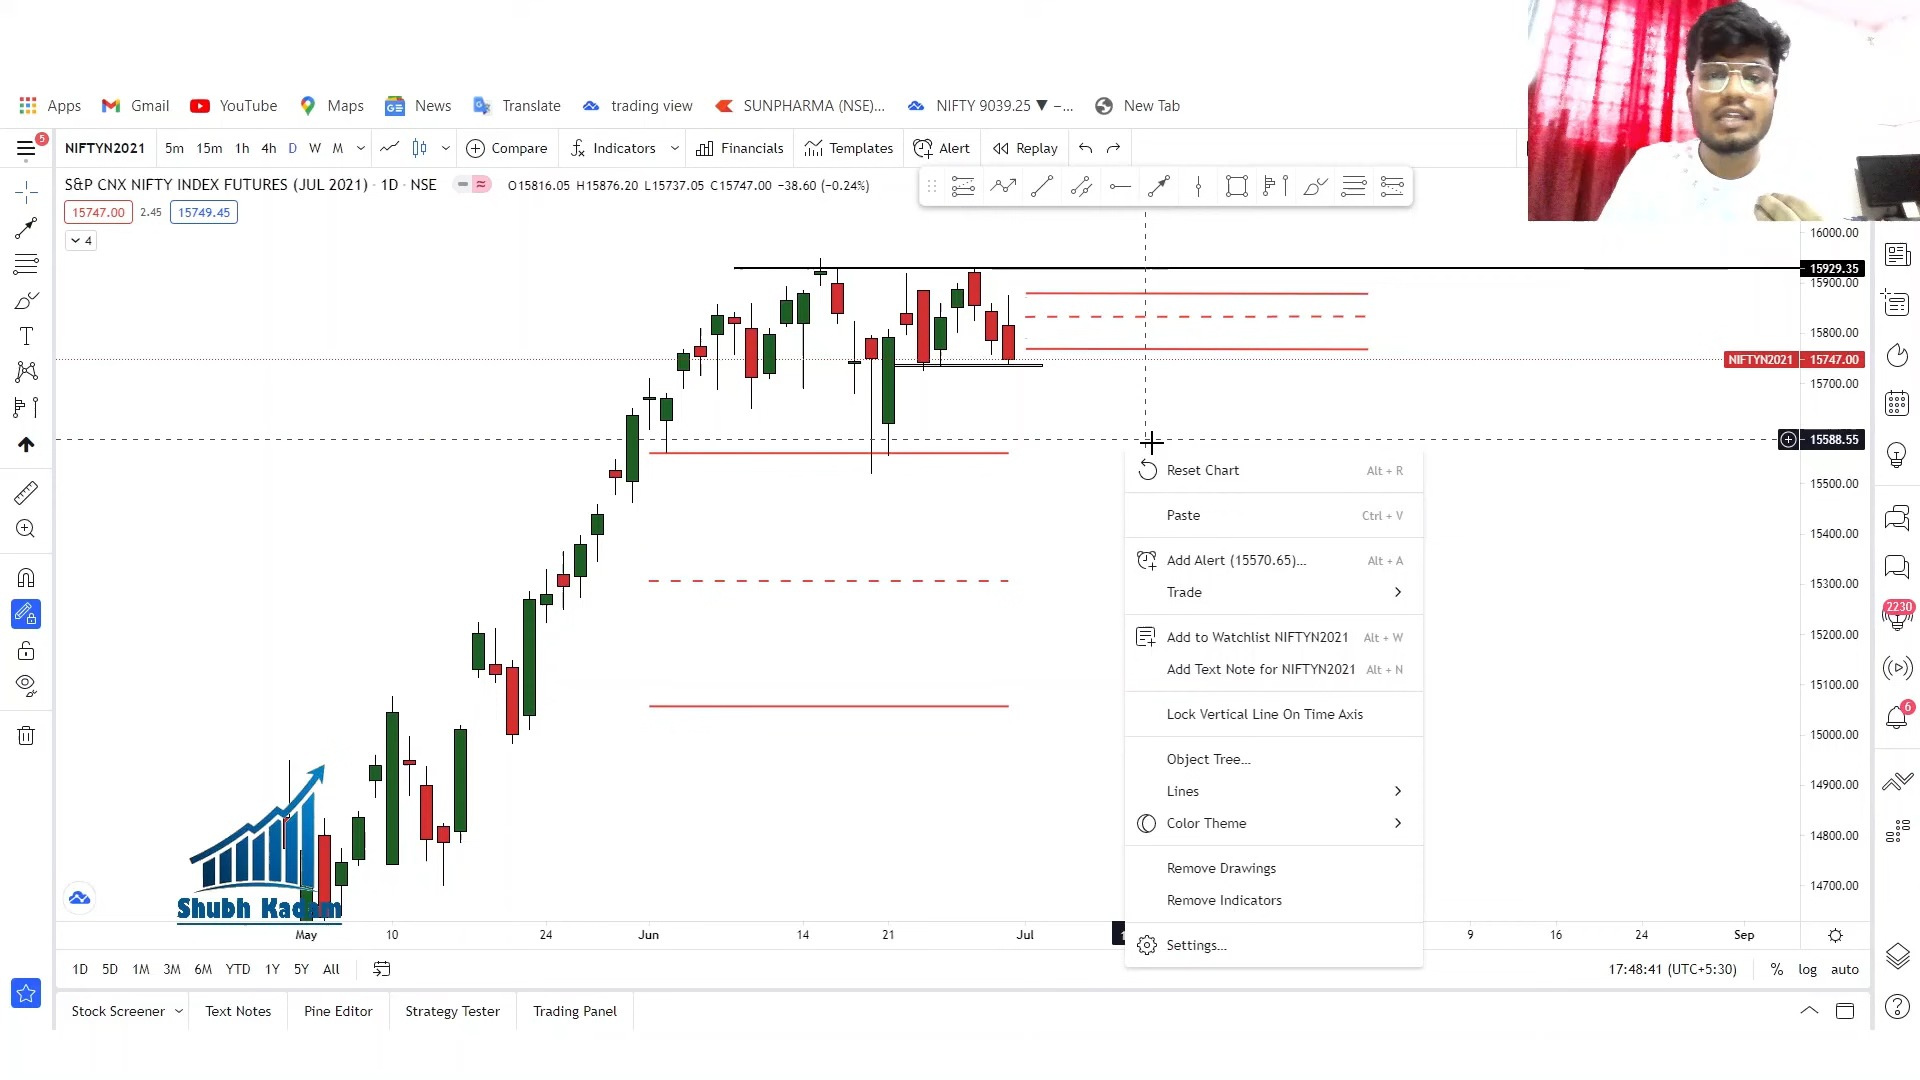 Apps Gmail YouTube Maps News Translate trading view SUNPHARMA (NSE)... NIFTY 9039.25 ▼ −... New Tab
5 NIFTYN2021 5m 15m 1h 4h D W M Compare Indicators Financials Templates Alert Replay
S&P CNX NIFTY INDEX FUTURES (JUL 2021) · 1D · NSE O15816.05 H15876.20 L15737.05 C15747.00 −38.60 (−0.24%)
15747.00 2.45 15749.45
4
16000.00
15929.35
15900.00
15800.00
NIFTYN2021 15747.00
15700.00
15588.55
15500.00
15400.00
15300.00
15200.00
15100.00
15000.00
14900.00
14800.00
14700.00
2230
6
Reset Chart Alt + R
Paste Ctrl + V
Add Alert (15570.65)... Alt + A
Trade
Add to Watchlist NIFTYN2021 Alt + W
Add Text Note for NIFTYN2021 Alt + N
Lock Vertical Line On Time Axis
Object Tree...
Lines
Color Theme
Remove Drawings
Remove Indicators
Settings...
Shubh Kadam
May 10 24 Jun 14 21 Jul 9 16 24 Sep
1D 5D 1M 3M 6M YTD 1Y 5Y All 17:48:41 (UTC+5:30) % log auto
Stock Screener Text Notes Pine Editor Strategy Tester Trading Panel